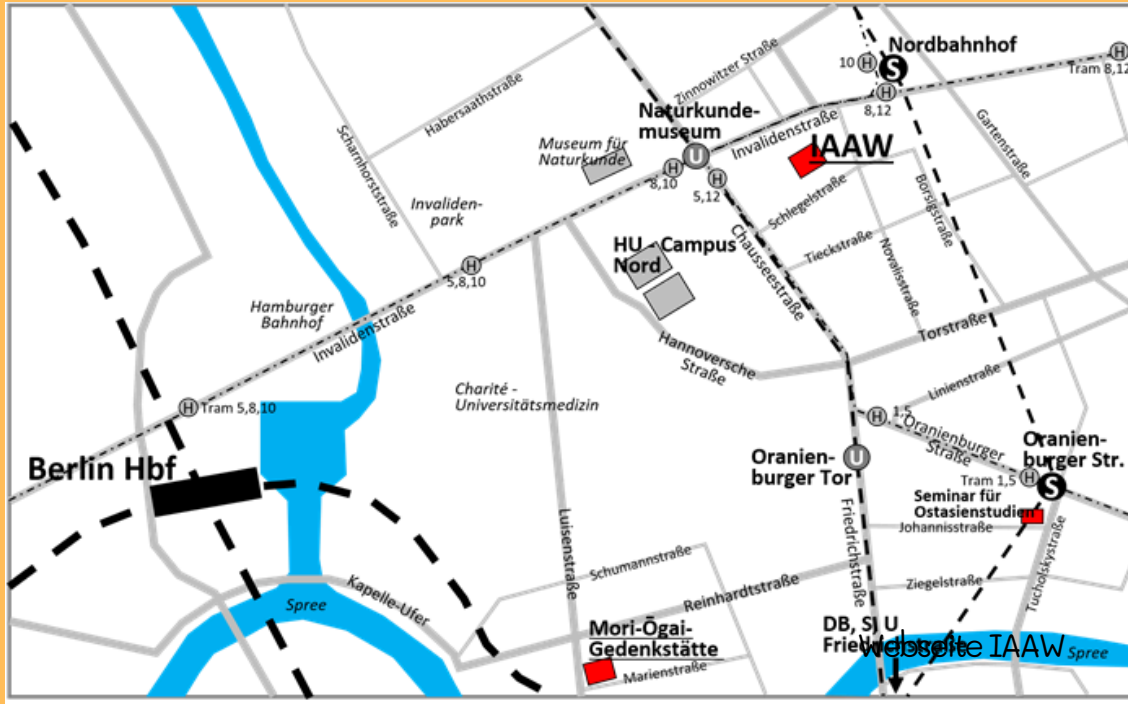 Nordbahnhof
10
H
S
H
Tram 8,12
H
8,12
Zinnowitzer Straße
Habersaathstraße
Scharnhorststraße
Naturkunde-
museum
U
Invalidenstraße
IAAW
Gartenstraße
Museum für
Naturkunde
H
8,10
H
5,12
Schlegelstraße
Borsigstraße
Invaliden-
park
HU - Campus
Nord
Chausseestraße
Tieckstraße
Novalisstraße
H
5,8,10
Hamburger
Bahnhof
Invalidenstraße
Torstraße
Hannoversche
Straße
Linienstraße
Charité -
Universitätsmedizin
H
Tram 5,8,10
H
1,5
Oranienburger
Straße
Oranien-
burger Str.
Berlin Hbf
Oranien-
burger Tor
U
Tram 1,5
H
S
Seminar für
Ostasienstudien
Johannisstraße
Luisenstraße
Friedrichstraße
Tucholskystraße
Schumannstraße
Reinhardtstraße
Ziegelstraße
Kapelle-Ufer
Spree
Mori-Ōgai-
Gedenkstätte
Marienstraße
DB, S, U
Friedrichstraße
Webseite IAAW
Spree